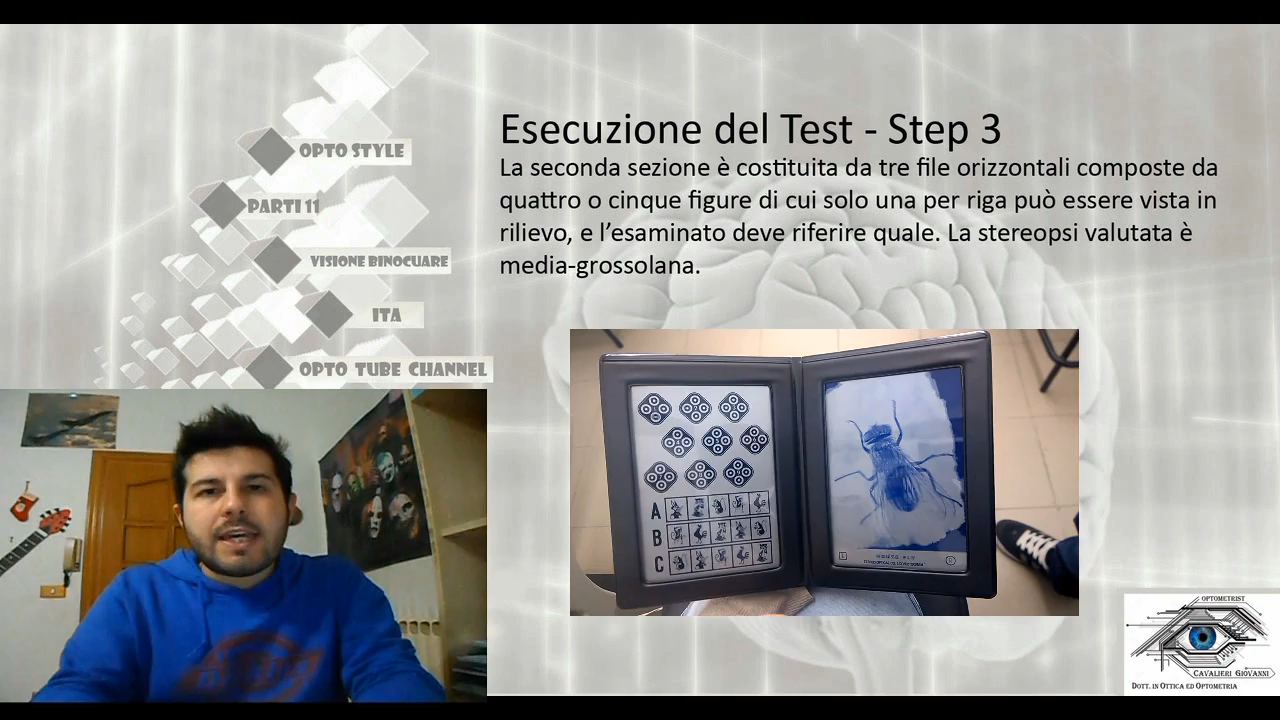 Esecuzione del Test - Step 3
La seconda sezione è costituita da tre file orizzontali composte da
quattro o cinque figure di cui solo una per riga può essere vista in
rilievo, e l’esaminato deve riferire quale. La stereopsi valutata è
media-grossolana.
OPTO STYLE
PARTI 11
VISIONE BINOCUARE
ITA
OPTO TUBE CHANNEL
A
B
C
L
R
OPTOMETRIST
CAVALIERI GIOVANNI
DOTT. IN OTTICA ED OPTOMETRIA